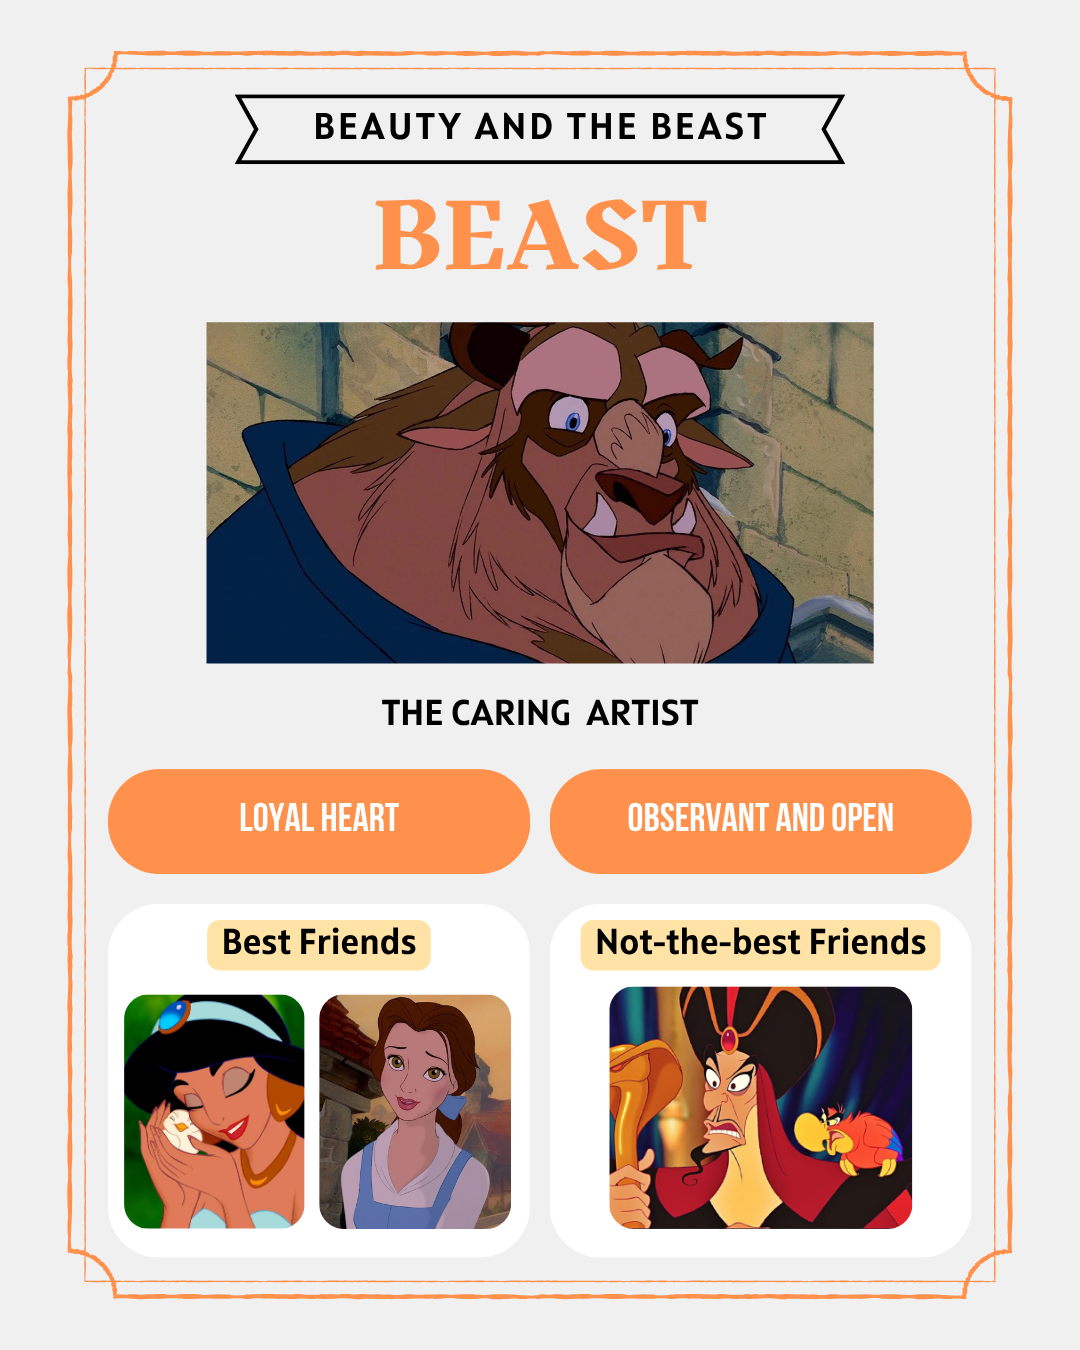 BEAUTY AND THE BEAST
BEAST
THE CARING ARTIST
LOYAL HEART
OBSERVANT AND OPEN
Best Friends
Not-the-best Friends